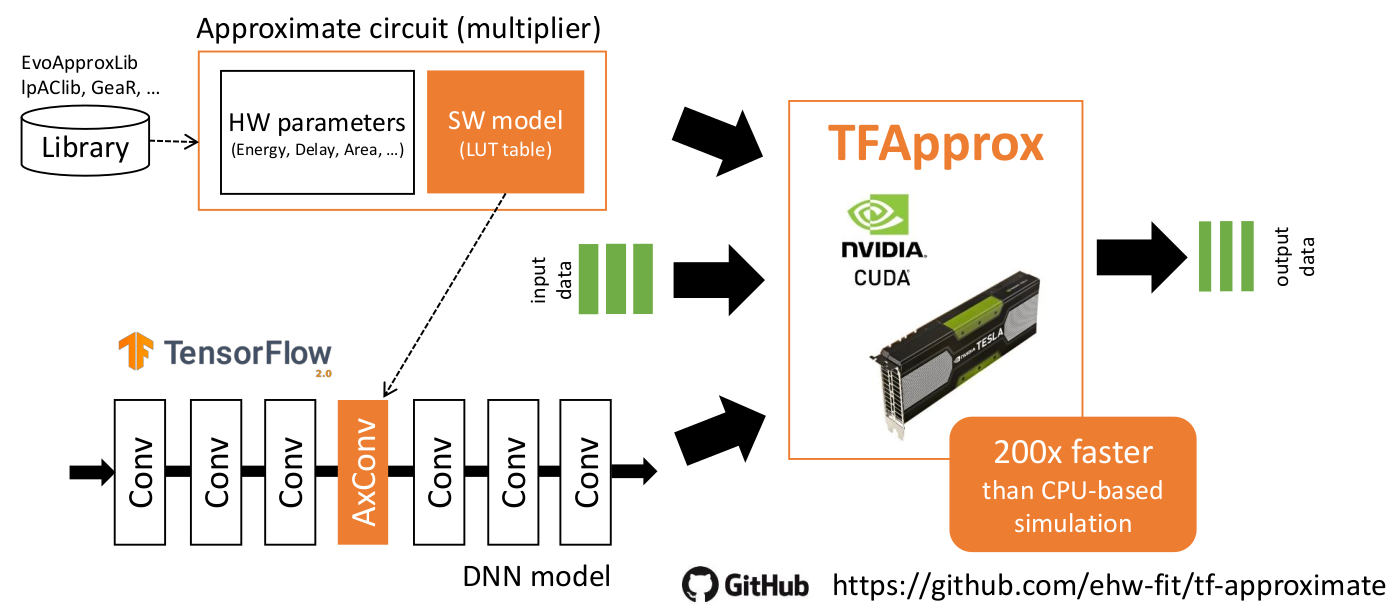 Approximate circuit (multiplier)
EvoApproxLib
lpAClib, GeaR, ...
Library
HW parameters
(Energy, Delay, Area, ...)
SW model
(LUT table)
TFApprox
NVIDIA.
CUDA
NVIDIA TESLA
input
data
output
data
TensorFlow
2.0
Conv
Conv
Conv
AxConv
Conv
Conv
Conv
DNN model
200x faster
than CPU-based
simulation
GitHub
https://github.com/ehw-fit/tf-approximate